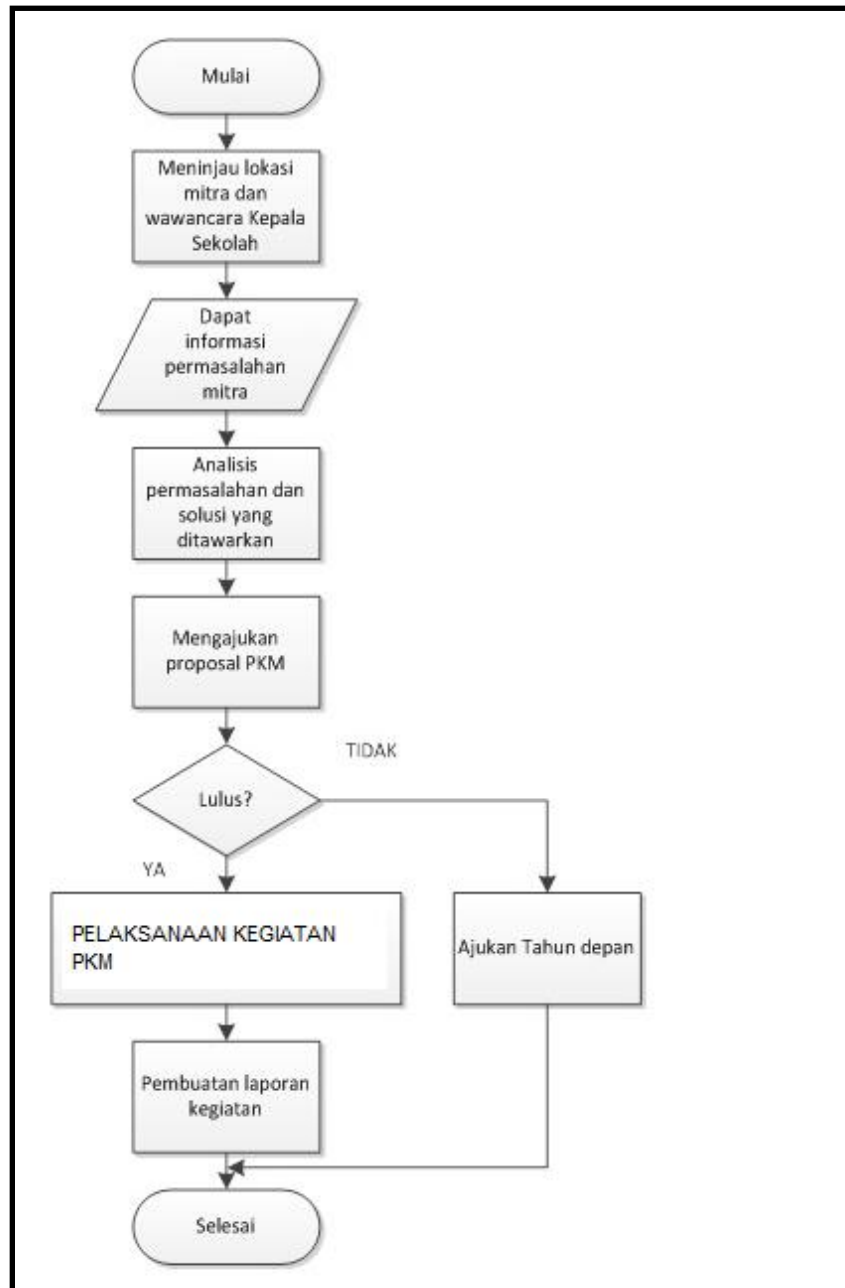 Mulai
Meninjau lokasi
mitra dan
wawancara Kepala
Sekolah
Dapat
informasi
permasalahan
mitra
Analisis
permasalahan dan
solusi yang
ditawarkan
Mengajukan
proposal PKM
TIDAK
Lulus?
YA
PELAKSANAAN KEGIATAN
PKM
Ajukan Tahun depan
Pembuatan laporan
kegiatan
Selesai